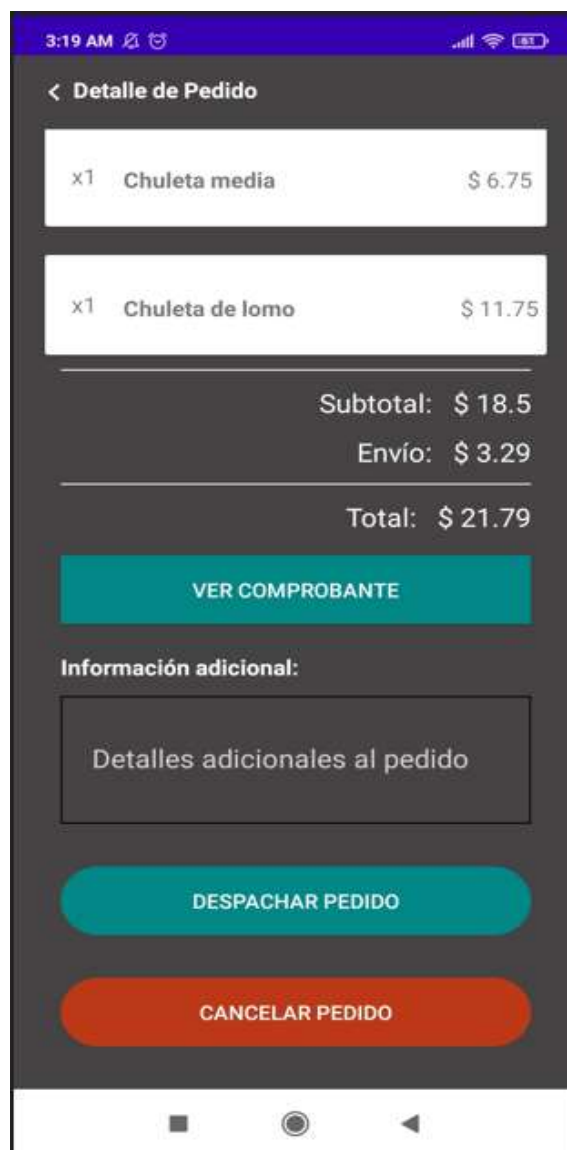 3:19 AM 61
Detalle de Pedido
x1 Chuleta media $ 6.75
x1 Chuleta de lomo $ 11.75
Subtotal: $ 18.5
Envío: $ 3.29
Total: $ 21.79
VER COMPROBANTE
Información adicional:
Detalles adicionales al pedido
DESPACHAR PEDIDO
CANCELAR PEDIDO